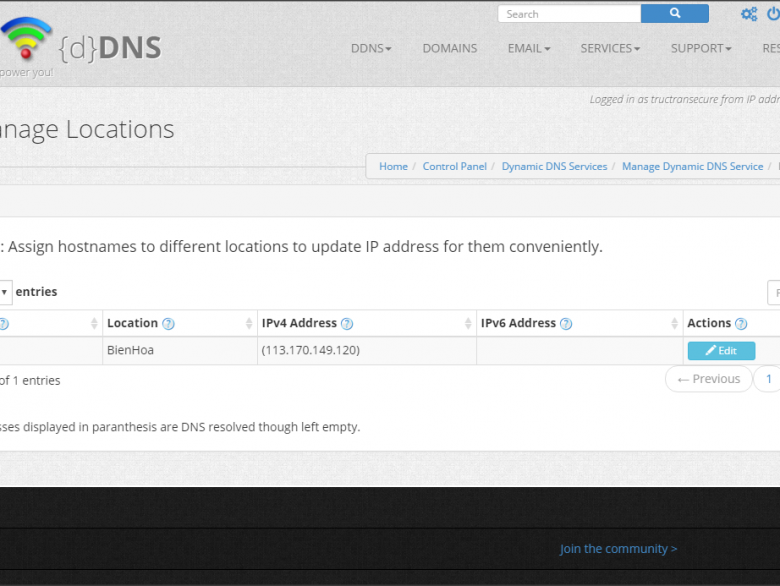 Search
{d}DNS
power you!
DDNS DOMAINS EMAIL SERVICES SUPPORT RES
Logged in as tructransecure from IP addr
nage Locations
Home / Control Panel / Dynamic DNS Services / Manage Dynamic DNS Service /
: Assign hostnames to different locations to update IP address for them conveniently.
entries
Location IPv4 Address IPv6 Address Actions
BienHoa (113.170.149.120) Edit
of 1 entries
← Previous 1
sses displayed in paranthesis are DNS resolved though left empty.
Join the community >